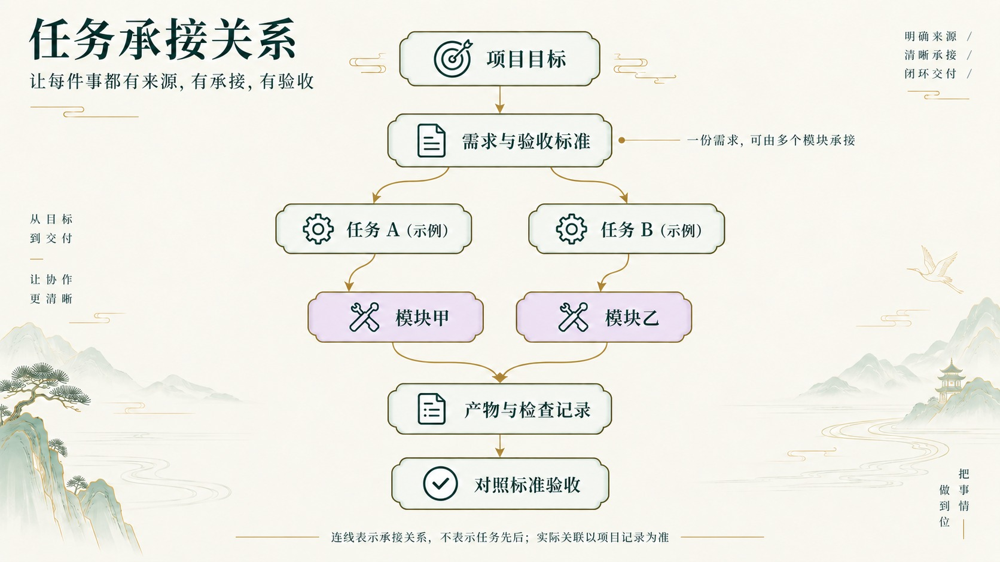 任务承接关系
让每件事都有来源，有承接，有验收
明确来源 /
清晰承接 /
闭环交付 /
项目目标
需求与验收标准
一份需求，可由多个模块承接
任务 A（示例）
任务 B（示例）
从目标
到交付
让协作
更清晰
模块甲
模块乙
产物与检查记录
对照标准验收
把事情
做到位
连线表示承接关系，不表示任务先后；实际关联以项目记录为准